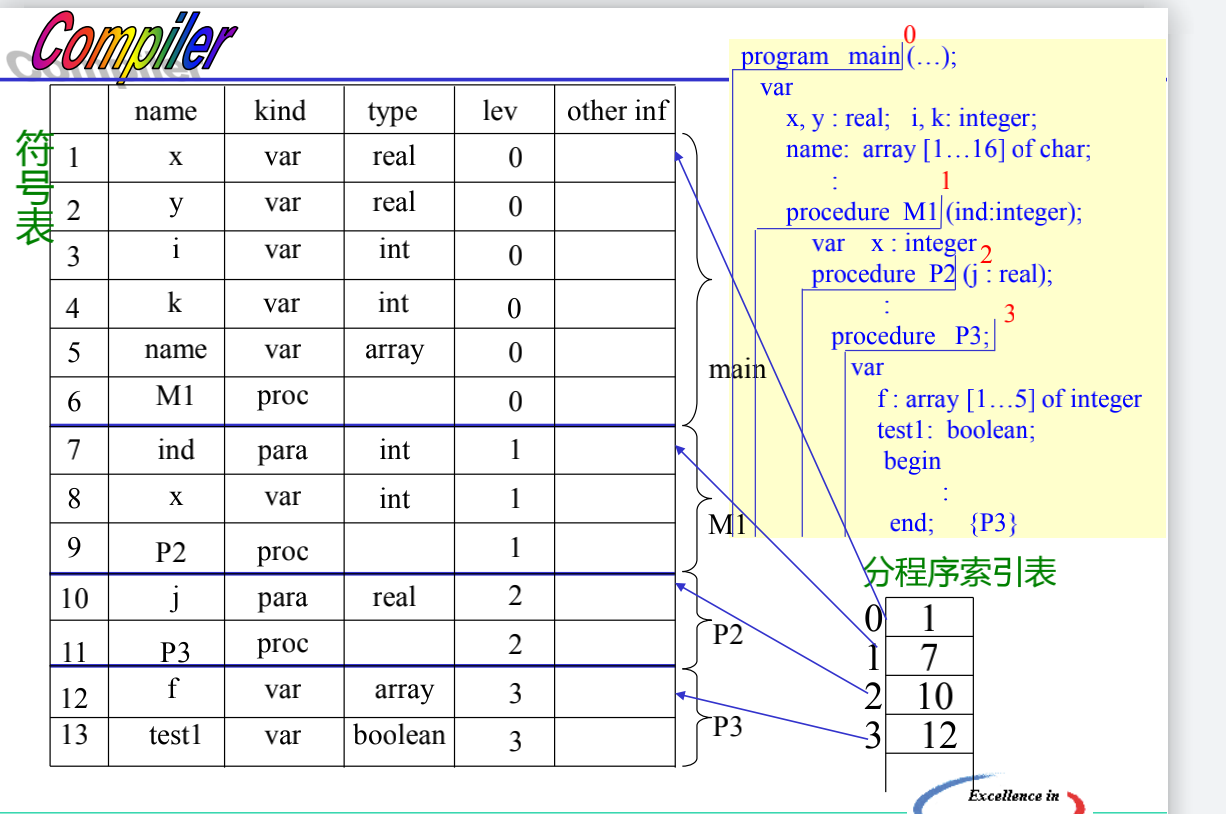 Compiler
符号表
name kind type lev other inf
1 x var real 0
2 y var real 0
3 i var int 0
4 k var int 0
5 name var array 0
6 M1 proc 0
7 ind para int 1
8 x var int 1
9 P2 proc 1
10 j para real 2
11 P3 proc 2
12 f var array 3
13 test1 var boolean 3
main
M1
P2
P3
0
program main (…);
var
x, y : real; i, k: integer;
name: array [1…16] of char;
:
1
procedure M1 (ind:integer);
var x : integer
2
procedure P2 (j : real);
:
3
procedure P3;
var
f : array [1…5] of integer
test1: boolean;
begin
:
end; {P3}
分程序索引表
0 1
1 7
2 10
3 12
Excellence in